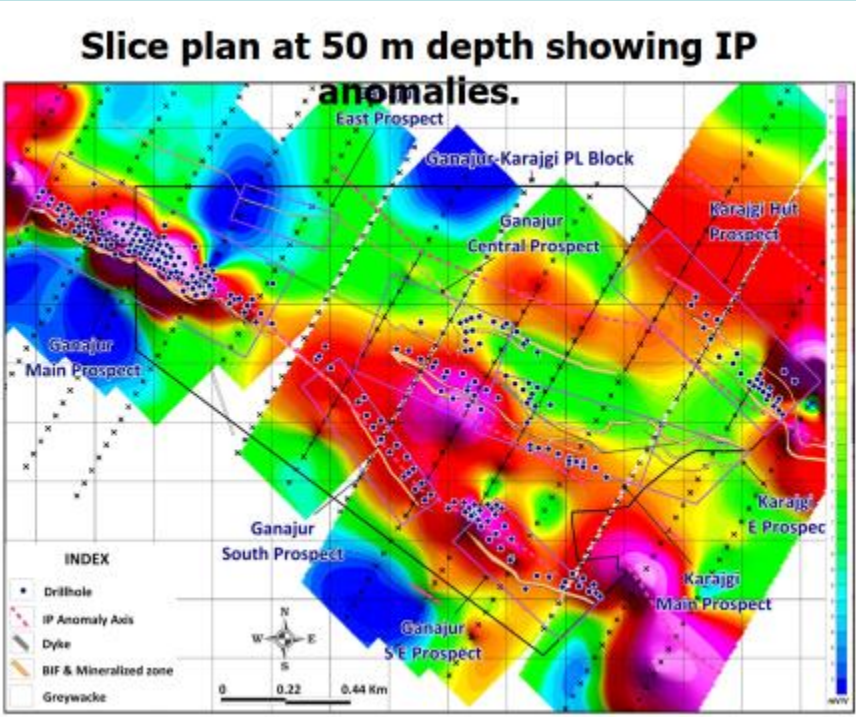 Slice plan at 50 m depth showing IP
anomalies.
East Prospect
Ganajur-Karajgi PL Block
Ganajur
Central Prospect
Karajgi Hut
Prospect
Ganajur
Main Prospect
Ganajur
South Prospect
Karajgi
E Prospec
Karajgi
Main Prospect
Ganajur
S E Prospect
INDEX
Drillhole
IP Anomaly Axis
Dyke
BIF & Mineralized zone
Greywacke
N
W E
S
0 0.22 0.44 Km